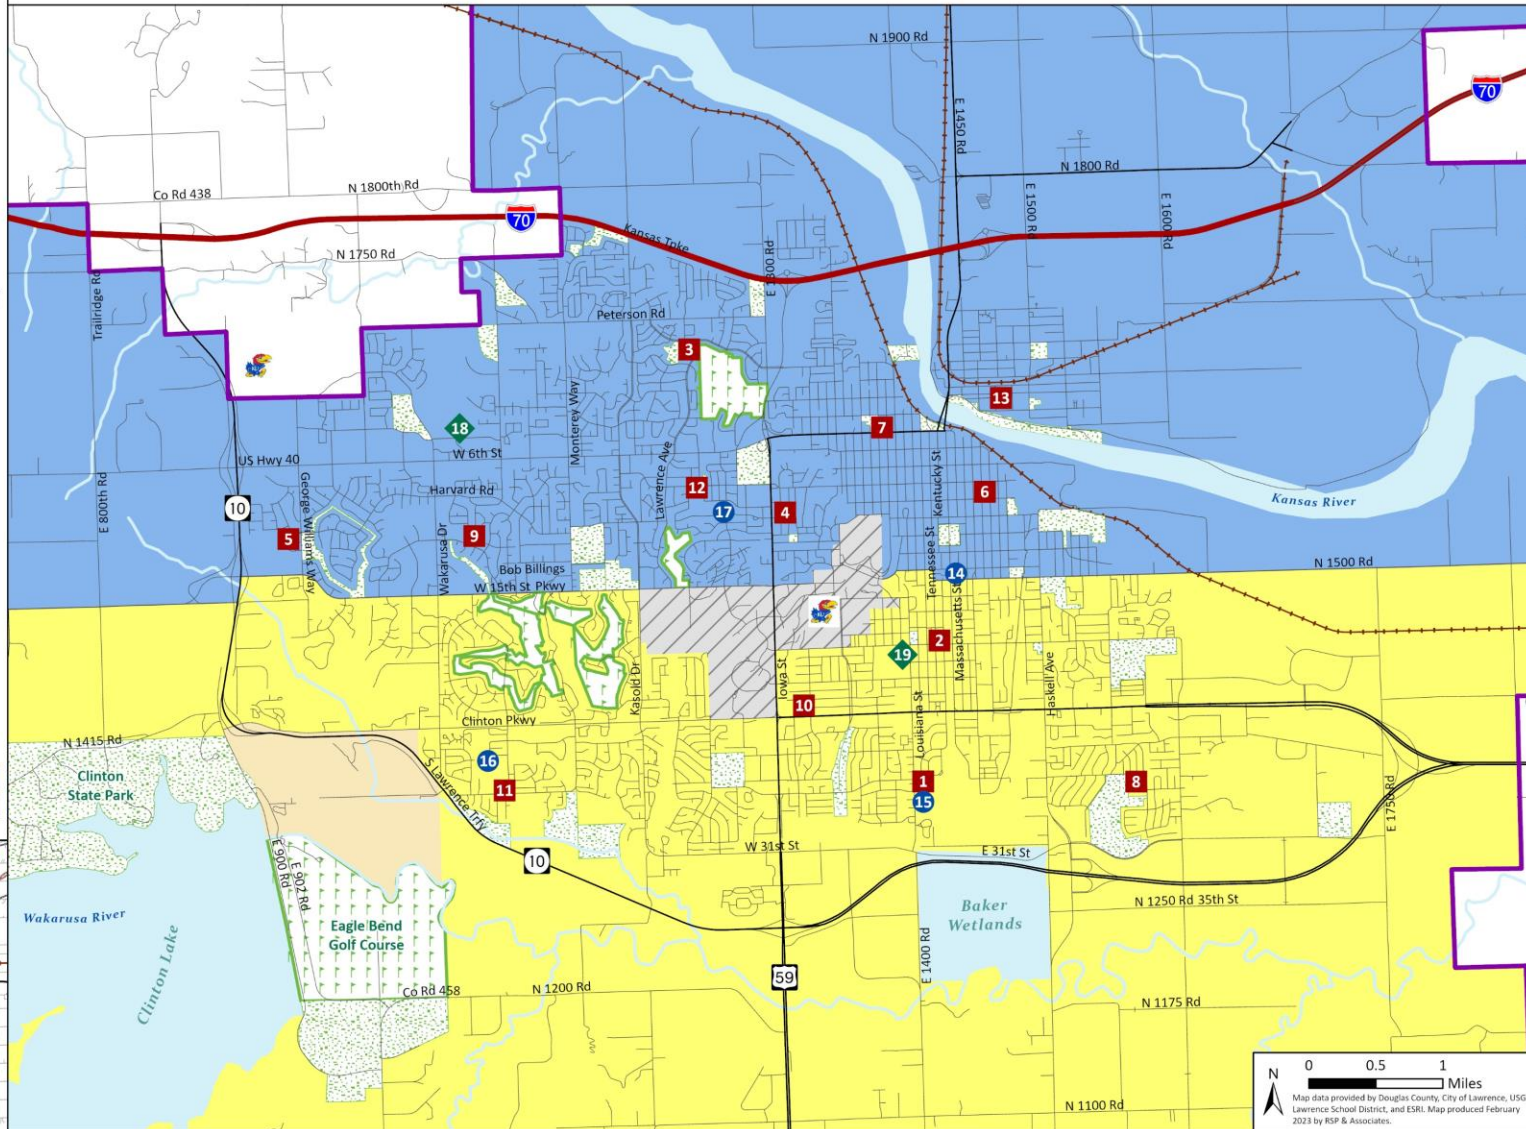 N 1900 Rd
70
E 1450 Rd
N 1800 Rd
Co Rd 438
N 1800th Rd
E 1500 Rd
E 1600 Rd
70
Kansas Tpke
N 1750 Rd
E 1300 Rd
Trailridge Rd
Peterson Rd
3
13
Monterey Way
18
7
W 6th St
US Hwy 40
Lawrence Ave
Kentucky St
Harvard Rd
12
6
Kansas River
E 800th Rd
George Williams Way
10
17
4
5
9
Wakarusa Dr
Tennessee St
N 1500 Rd
Bob Billings
W 15th St Pkwy
14
Massachusetts St
2
19
Kasold Dr
Iowa St
Haskell Ave
10
Clinton Pkwy
Louisiana St
N 1415 Rd
Clinton
State Park
16
S Lawrence Trfy
11
1
8
15
E 1750 Rd
W 31st St
E 31st St
10
E 900 Rd
E 902 Rd
N 1250 Rd 35th St
Wakarusa River
Baker
Wetlands
Eagle Bend
Golf Course
Clinton Lake
E 1400 Rd
59
Co Rd 458
N 1200 Rd
N 1175 Rd
N 1100 Rd
N
0 0.5 1
Miles
Map data provided by Douglas County, City of Lawrence, USG
Lawrence School District, and ESRI. Map produced February
2023 by RSP & Associates.